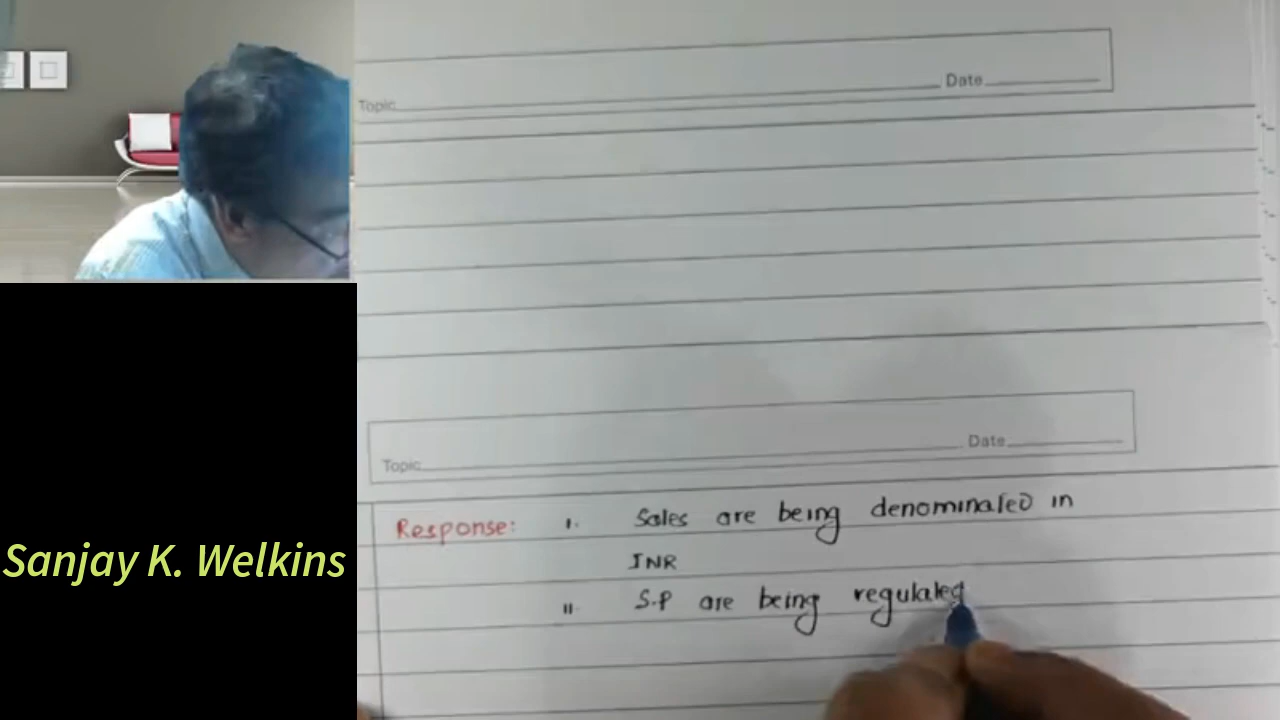 Topic
Date
Topic
Date
Response: I. Sales are being denominated in
INR
II. S.P are being regulated
Sanjay K. Welkins